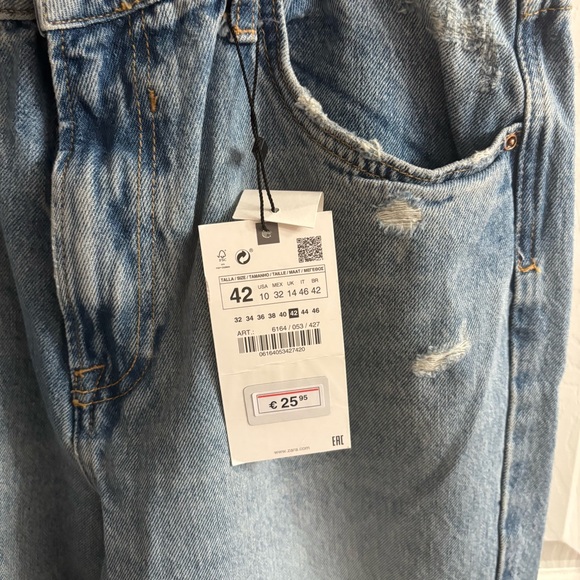 TALLA / SIZE / TAMANHO / TAILLE / MAAT / МЕГЕӨОЕ
42
USA MEX UK IT BR
10 32 14 46 42
32 34 36 38 40 42 44 46
ART.: 6164 / 053 / 427
06164053427420
€ 25 95
www.zara.com
EAC